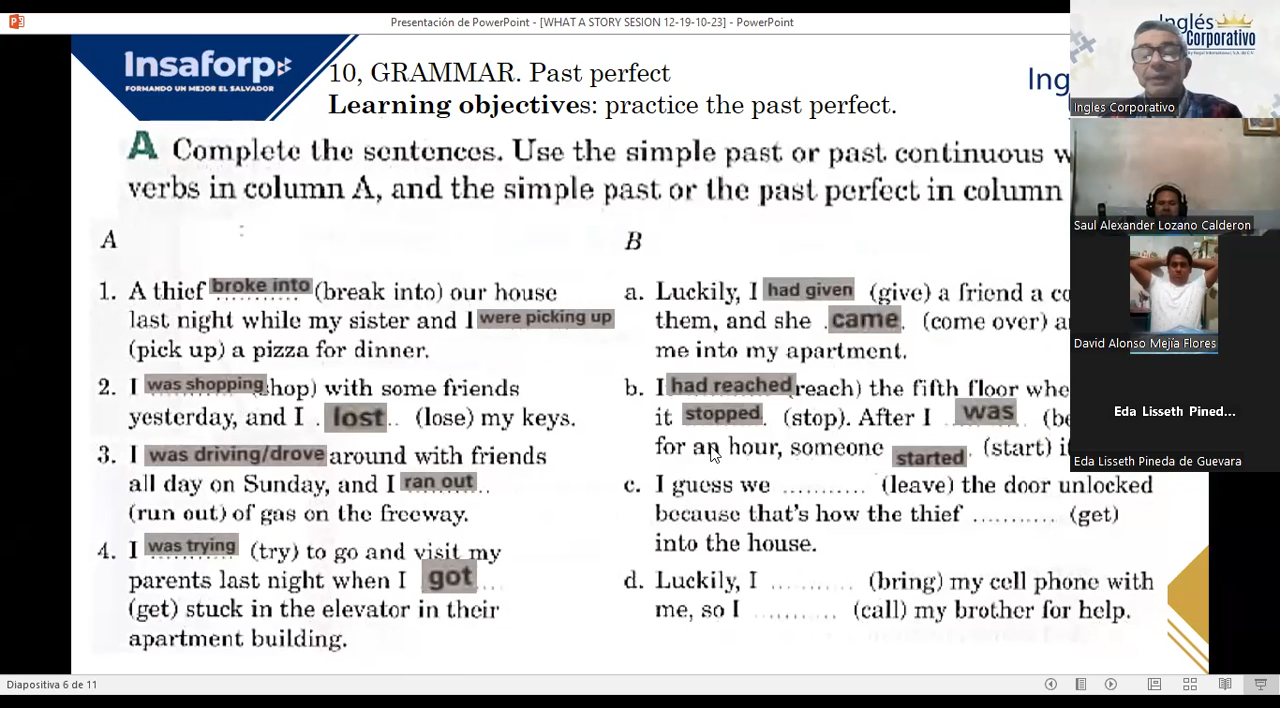 Presentación de PowerPoint - [WHAT A STORY SESION 12-19-10-23] - PowerPoint
Insaforp
FORMANDO UN MEJOR EL SALVADOR
10, GRAMMAR. Past perfect
Learning objectives: practice the past perfect.
Ing
Inglés
Corporativo
Ingles Corporativo
A Complete the sentences. Use the simple past or past continuous w
verbs in column A, and the simple past or the past perfect in column
Saul Alexander Lozano Calderon
A
1. A thief broke into (break into) our house
last night while my sister and I were picking up
(pick up) a pizza for dinner.
2. I was shopping hop) with some friends
yesterday, and I . lost .. (lose) my keys.
3. I was driving/drove around with friends
all day on Sunday, and I ran out ..
(run out) of gas on the freeway.
4. I was trying (try) to go and visit my
parents last night when I got ...
(get) stuck in the elevator in their
apartment building.
B
a. Luckily, I had given (give) a friend a co
them, and she . came . (come over) a
me into my apartment.
b. I had reached reach) the fifth floor whe
it stopped . (stop). After I .. was (be
for an hour, someone started . (start) i
c. I guess we ........... (leave) the door unlocked
because that's how the thief ........... (get)
into the house.
d. Luckily, I ........... (bring) my cell phone with
me, so I ........... (call) my brother for help.
David Alonso Mejía Flores
Eda Lisseth Pined...
Eda Lisseth Pineda de Guevara
Diapositiva 6 de 11